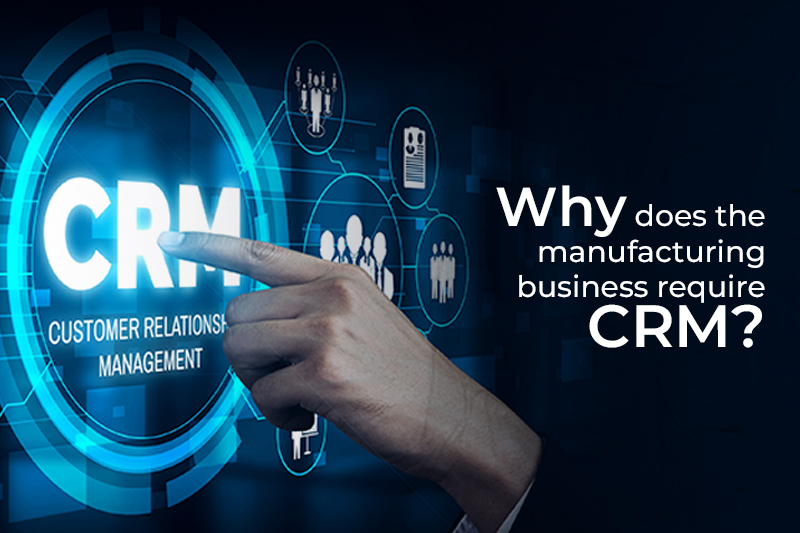 CRM
CUSTOMER RELATIONSH
MANAGEMENT
Why does the
manufacturing
business require
CRM?